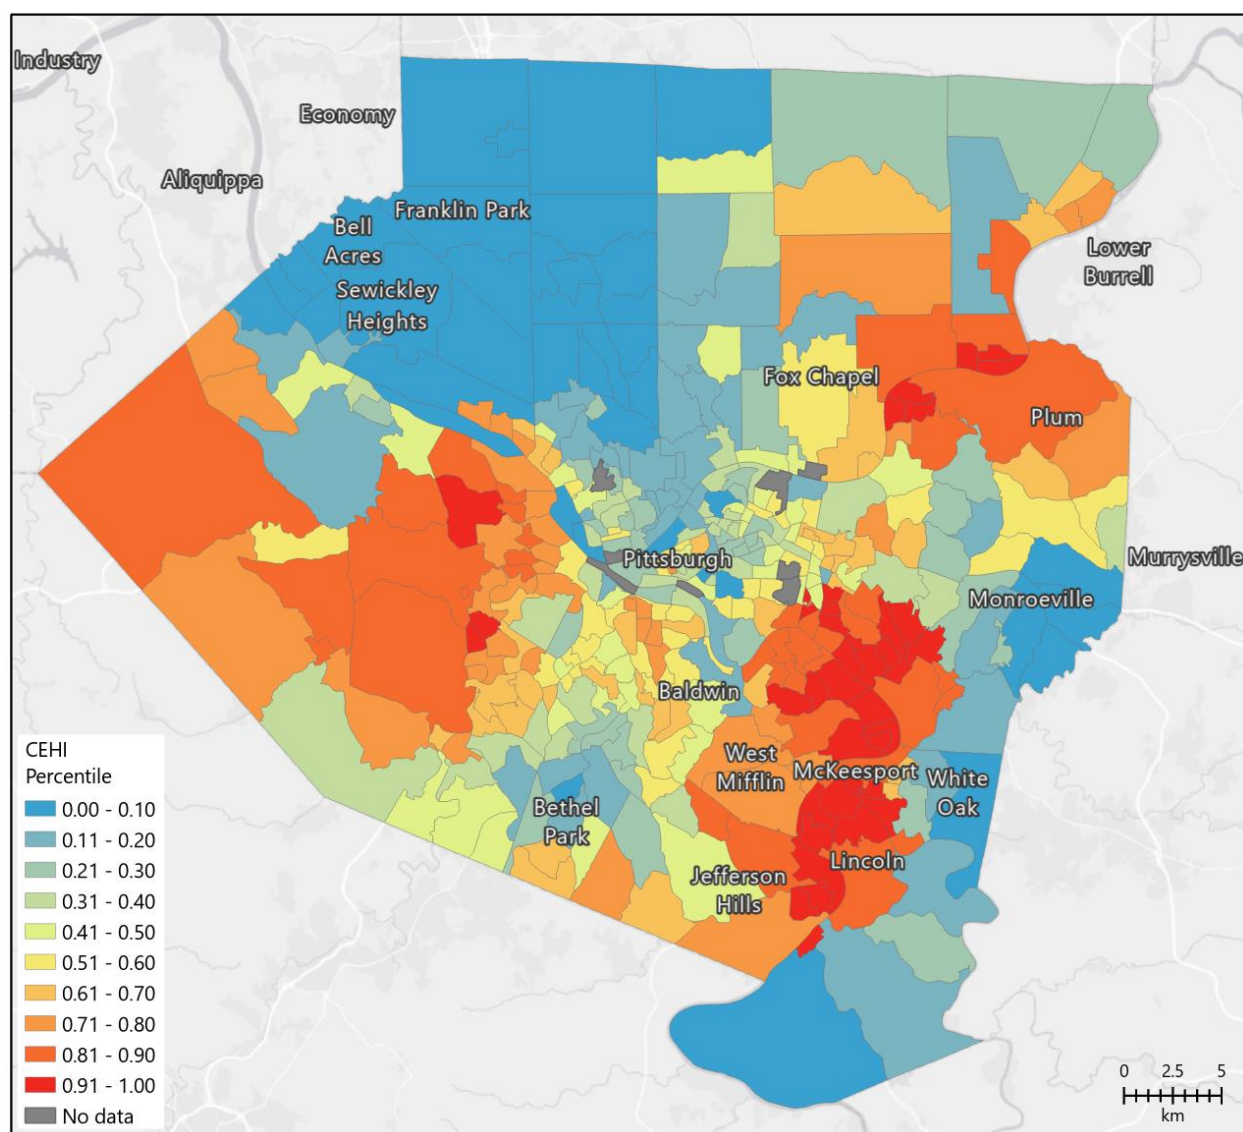 Industry
Economy
Aliquippa
Franklin Park
Bell
Acres
Sewickley
Heights
Lower
Burrell
Fox Chapel
Plum
Pittsburgh
Murrysville
Monroeville
Baldwin
West
Mifflin
McKeesport
White
Oak
Bethel
Park
Lincoln
Jefferson
Hills
CEHI
Percentile
0.00 - 0.10
0.11 - 0.20
0.21 - 0.30
0.31 - 0.40
0.41 - 0.50
0.51 - 0.60
0.61 - 0.70
0.71 - 0.80
0.81 - 0.90
0.91 - 1.00
No data
0 2.5 5
km